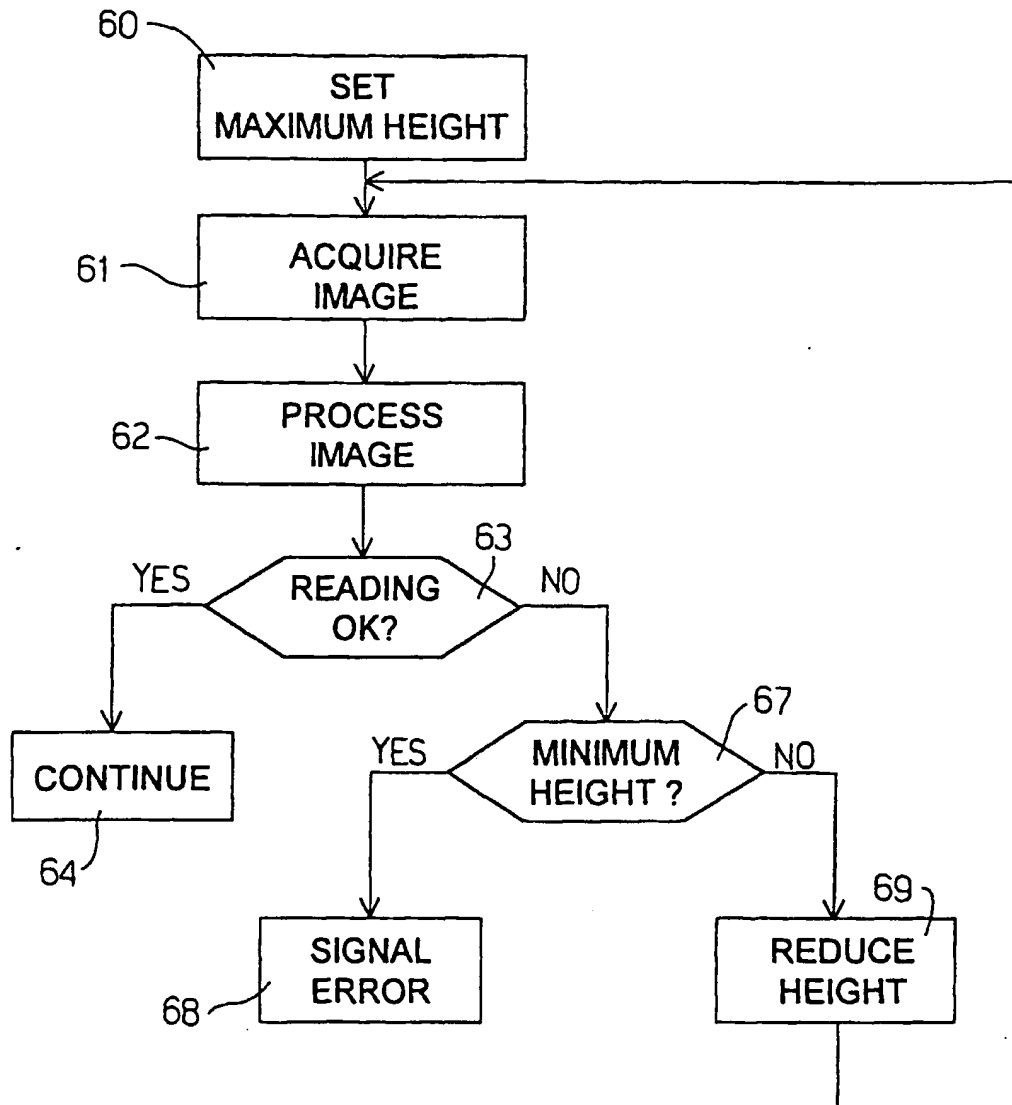 60
SET
MAXIMUM HEIGHT
61
ACQUIRE
IMAGE
62
PROCESS
IMAGE
63
YES
READING
OK?
NO
67
YES
MINIMUM
HEIGHT ?
NO
CONTINUE
64
69
SIGNAL
ERROR
68
REDUCE
HEIGHT